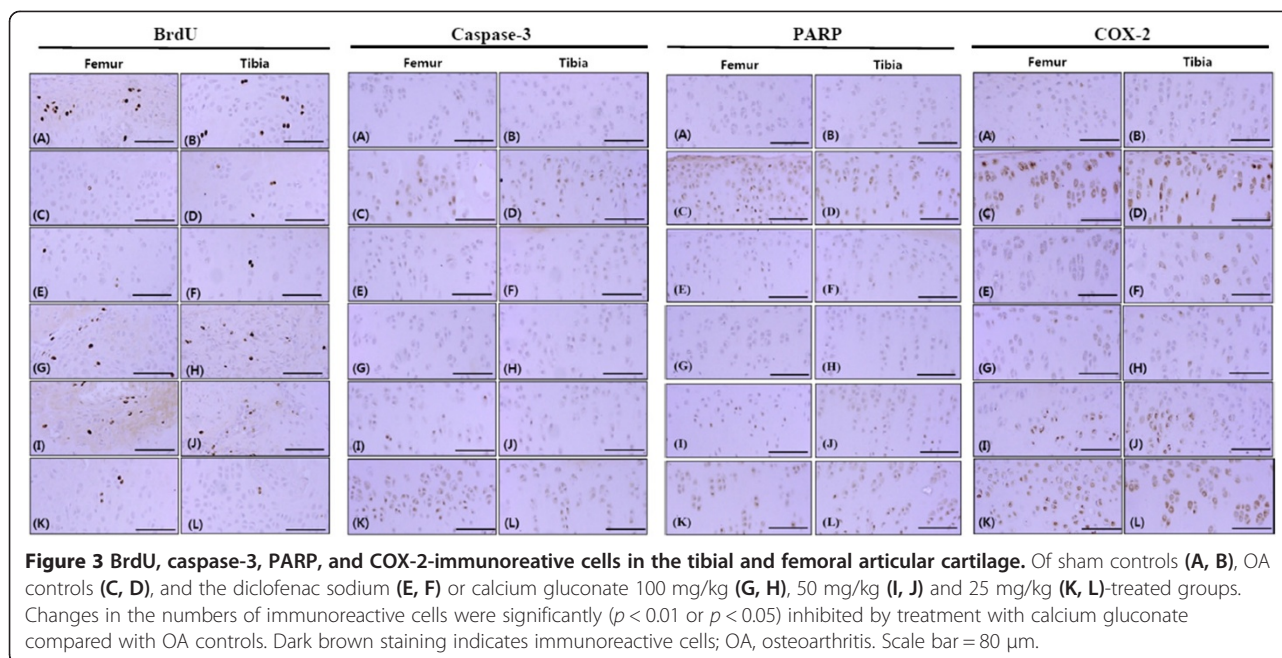 BrdU Caspase-3 PARP COX-2
Femur Tibia Femur Tibia Femur Tibia Femur Tibia
(A) (B) (A) (B) (A) (B) (A) (B)
(C) (D) (C) (D) (C) (D) (C) (D)
(E) (F) (E) (F) (E) (F) (E) (F)
(G) (H) (G) (H) (G) (H) (G) (H)
(I) (J) (I) (J) (I) (J) (I) (J)
(K) (L) (K) (L) (K) (L) (K) (L)
Figure 3 BrdU, caspase-3, PARP, and COX-2-immunoreative cells in the tibial and femoral articular cartilage. Of sham controls (A, B), OA
controls (C, D), and the diclofenac sodium (E, F) or calcium gluconate 100 mg/kg (G, H), 50 mg/kg (I, J) and 25 mg/kg (K, L)-treated groups.
Changes in the numbers of immunoreactive cells were significantly (p < 0.01 or p < 0.05) inhibited by treatment with calcium gluconate
compared with OA controls. Dark brown staining indicates immunoreactive cells; OA, osteoarthritis. Scale bar = 80 μm.